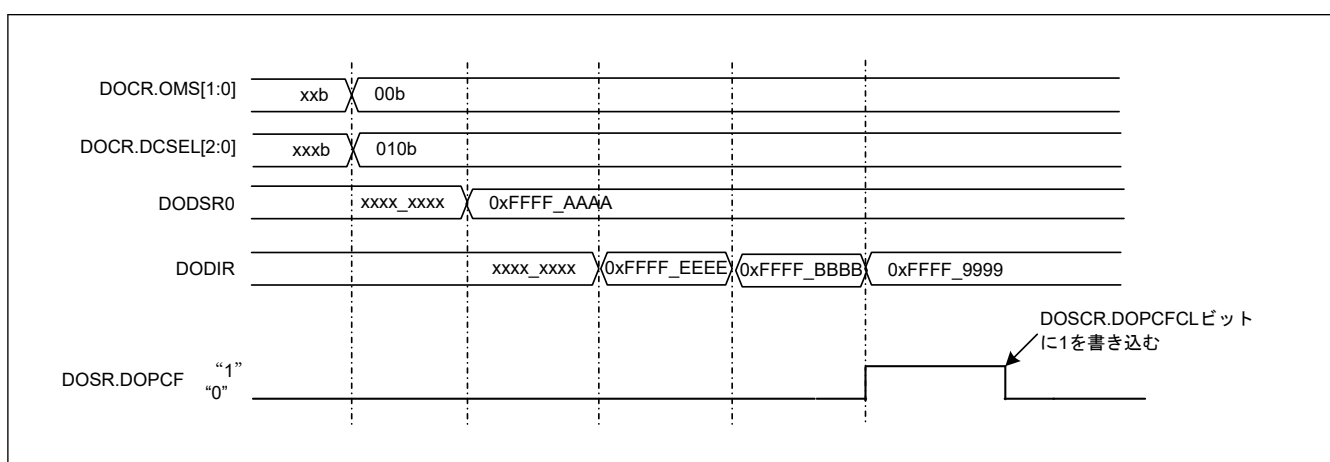 DOCR.OMS[1:0] xxb 00b
DOCR.DCSEL[2:0] xxxb 010b
DODSR0 xxxx_xxxx 0xFFFF_AAAA
DODIR xxxx_xxxx 0xFFFF_EEEE 0xFFFF_BBBB 0xFFFF_9999
DOSCR.DOPCFCLビット
に1を書き込む
DOSR.DOPCF “1”
“0”